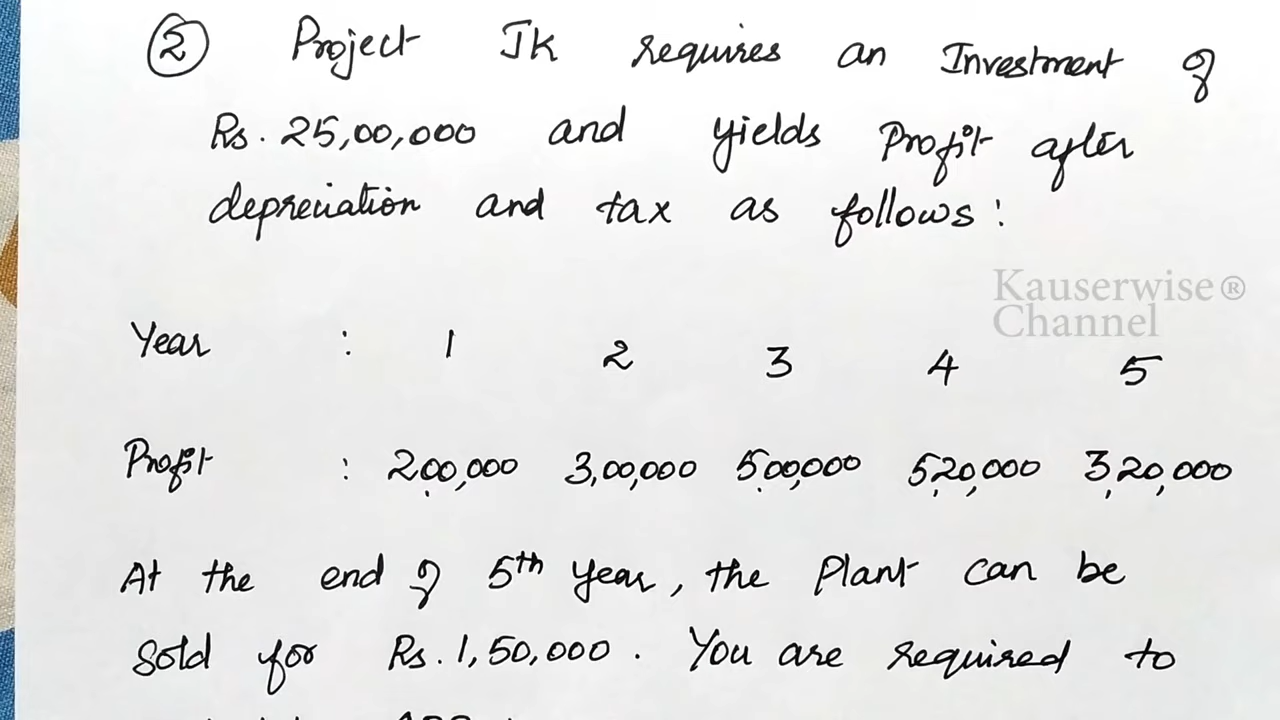 ② Project JK requires an Investment of
Rs. 25,00,000 and yields Profit after
depreciation and tax as follows:
Kauserwise®
Channel
Year : 1 2 3 4 5
Profit : 2,00,000 3,00,000 5,00,000 5,20,000 3,20,000
At the end of 5th year, the Plant can be
sold for Rs. 1,50,000. You are required to